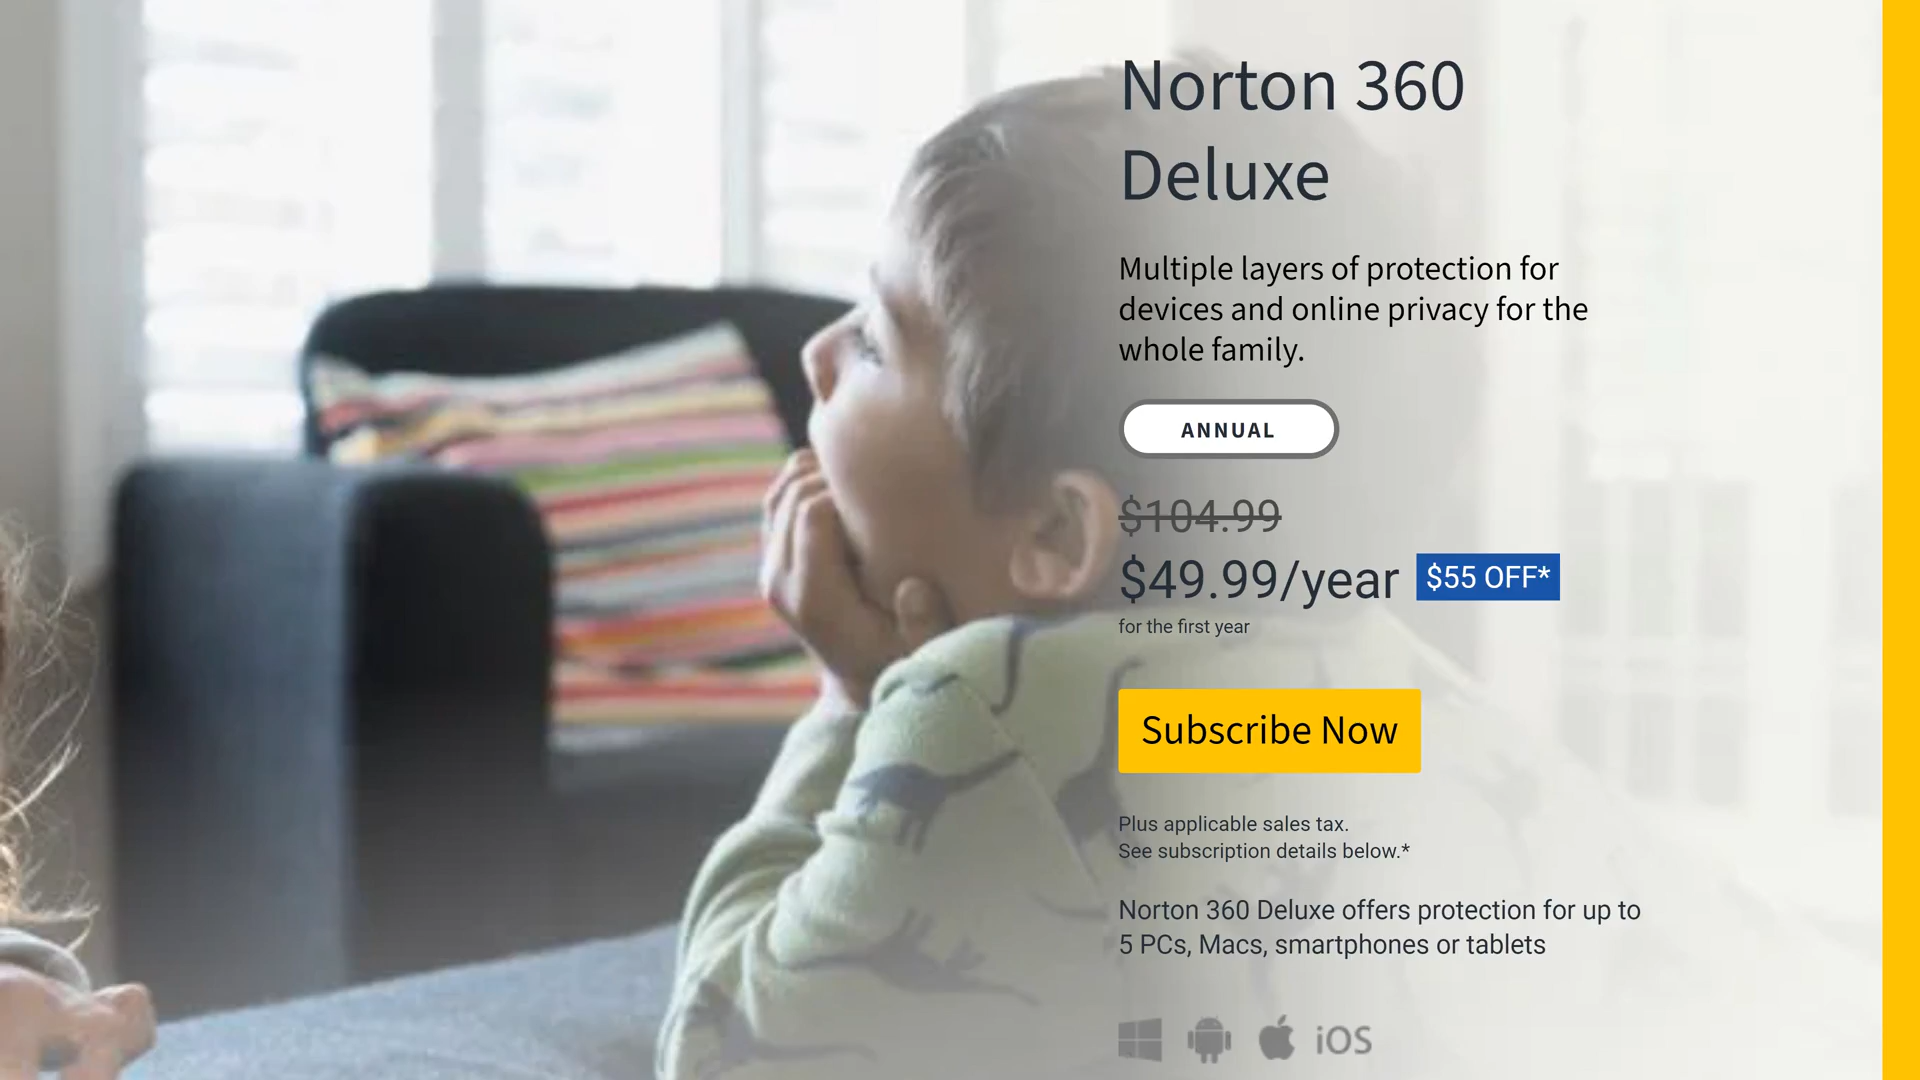 Norton 360
Deluxe
Multiple layers of protection for
devices and online privacy for the
whole family.
ANNUAL
$104.99
$49.99/year $55 OFF*
for the first year
Subscribe Now
Plus applicable sales tax.
See subscription details below.*
Norton 360 Deluxe offers protection for up to
5 PCs, Macs, smartphones or tablets
iOS